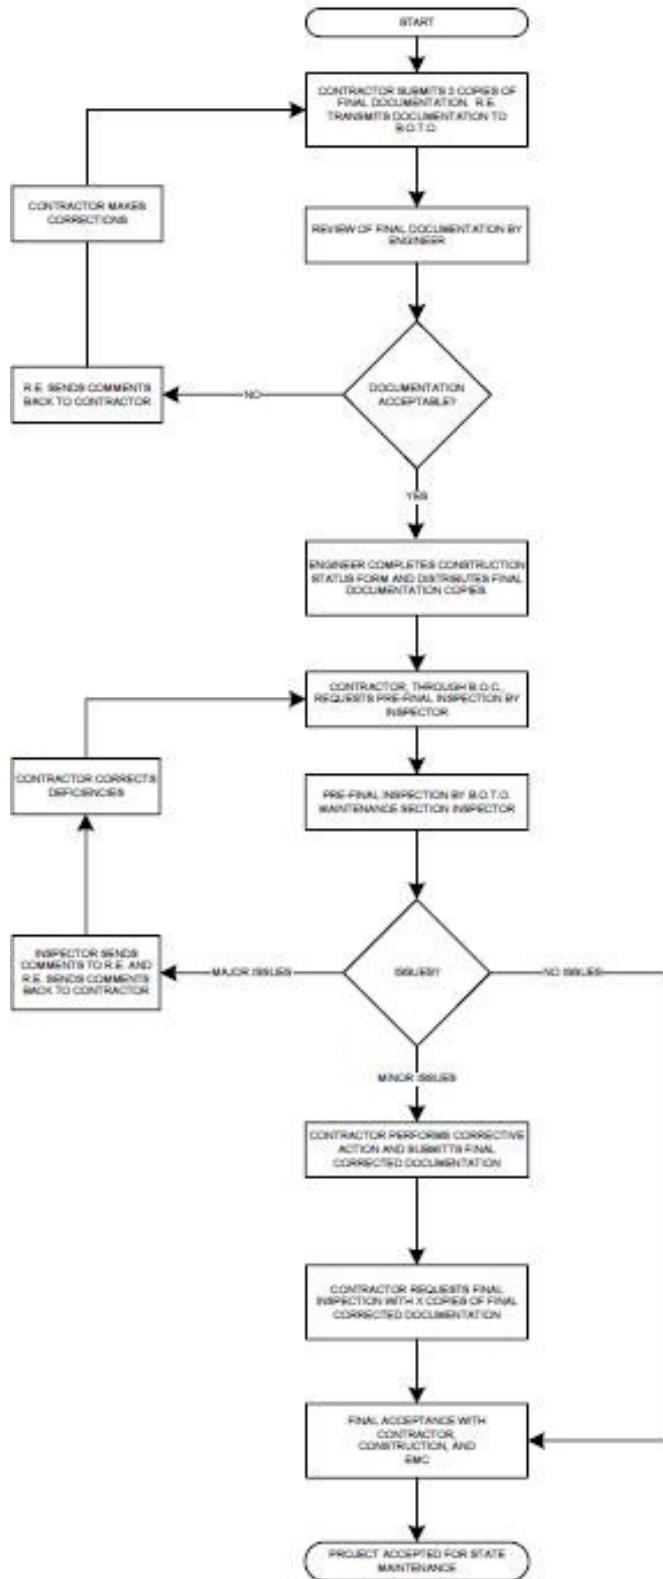 START
CONTRACTOR SUBMITS 3 COPIES OF
FINAL DOCUMENTATION. R.E.
TRANSMITS DOCUMENTATION TO
B.O.T.O.
CONTRACTOR MAKES
CORRECTIONS
REVIEW OF FINAL DOCUMENTATION BY
ENGINEER
R.E. SENDS COMMENTS
BACK TO CONTRACTOR
NO
DOCUMENTATION
ACCEPTABLE?
YES
ENGINEER COMPLETES CONSTRUCTION
STATUS FORM AND DISTRIBUTES FINAL
DOCUMENTATION COPIES.
CONTRACTOR, THROUGH B.O.C.,
REQUESTS PRE-FINAL INSPECTION BY
INSPECTOR
CONTRACTOR CORRECTS
DEFICIENCIES
PRE-FINAL INSPECTION BY B.O.T.O.
MAINTENANCE SECTION INSPECTOR
INSPECTOR SENDS
COMMENTS TO R.E. AND
R.E. SENDS COMMENTS
BACK TO CONTRACTOR
MAJOR ISSUES
ISSUES?
NO ISSUES
MINOR ISSUES
CONTRACTOR PERFORMS CORRECTIVE
ACTION AND SUBMITTS FINAL
CORRECTED DOCUMENTATION
CONTRACTOR REQUESTS FINAL
INSPECTION WITH X COPIES OF FINAL
CORRECTED DOCUMENTATION
FINAL ACCEPTANCE WITH
CONTRACTOR,
CONSTRUCTION, AND
EMC
PROJECT ACCEPTED FOR STATE
MAINTENANCE